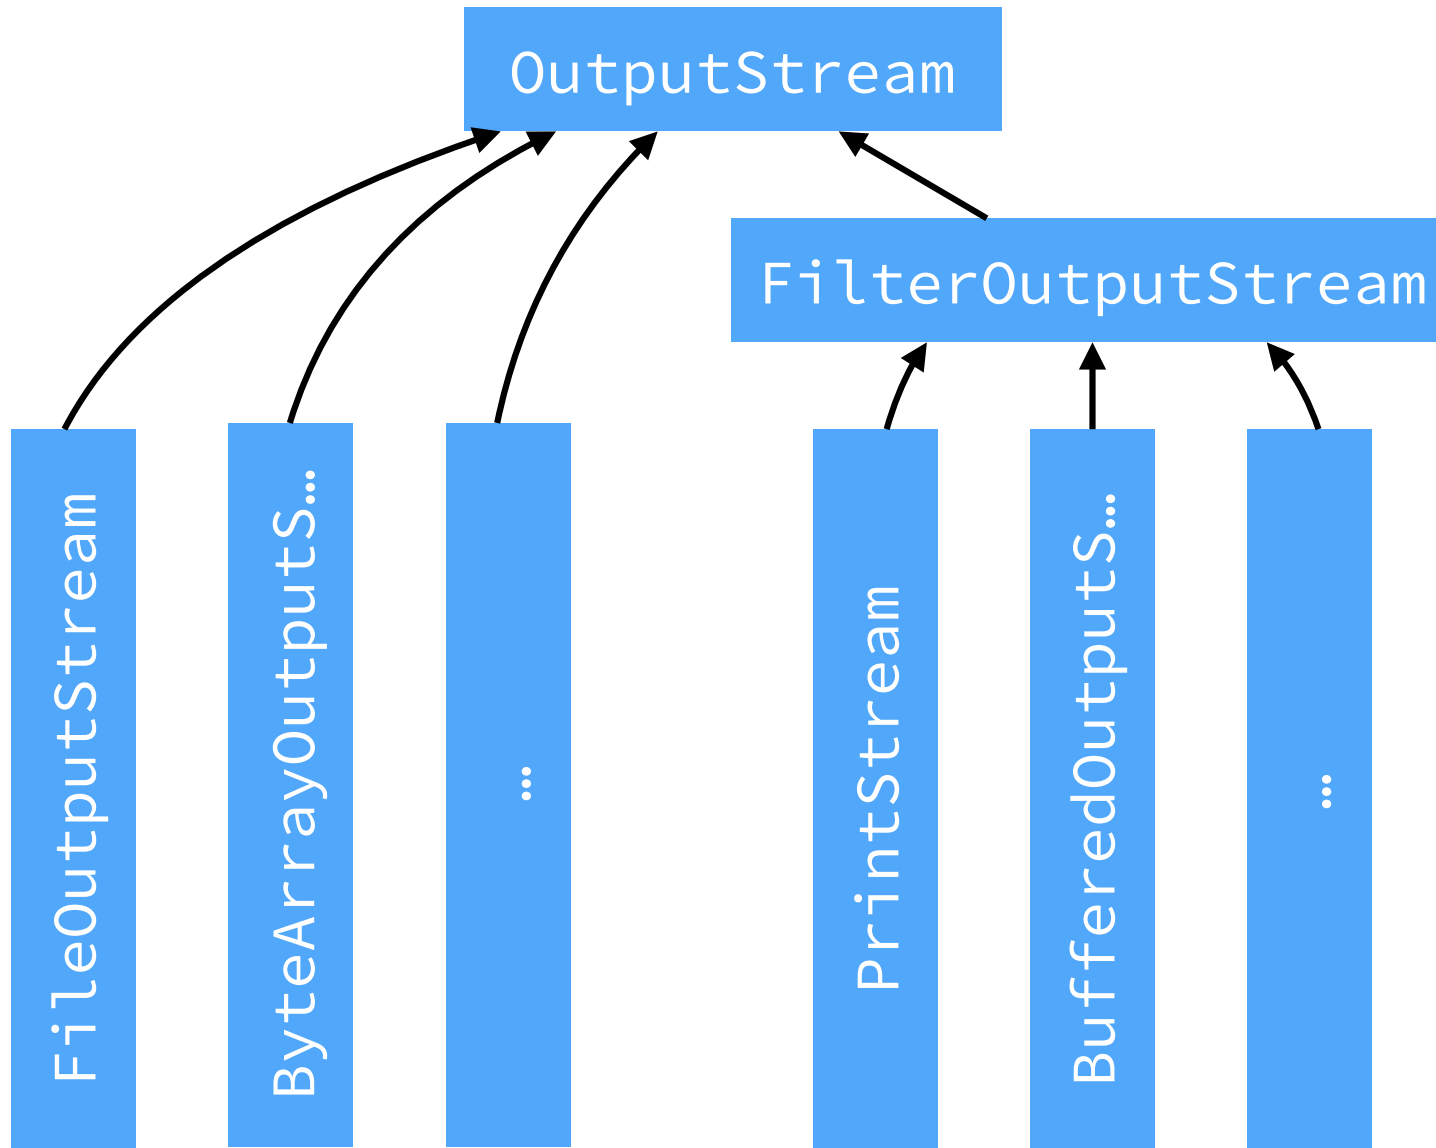 OutputStream
FilterOutputStream
FileOutputStream
ByteArrayOutputS…
…
PrintStream
BufferedOutputS…
…